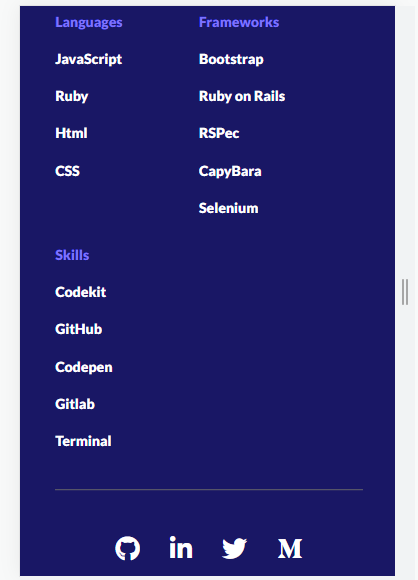 Languages
JavaScript
Ruby
Html
CSS
Frameworks
Bootstrap
Ruby on Rails
RSPec
CapyBara
Selenium
Skills
Codekit
GitHub
Codepen
Gitlab
Terminal
in
M